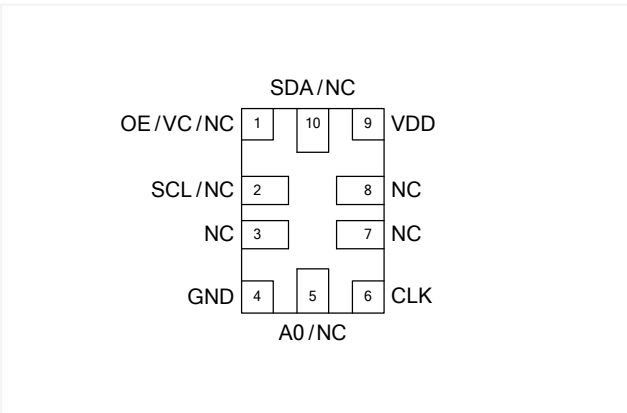 SDA/NC
OE/VC/NC 1 10 9 VDD
SCL/NC 2 8 NC
NC 3 7 NC
GND 4 5 6 CLK
A0/NC